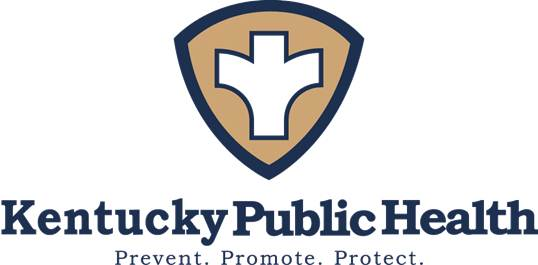 Kentucky Public Health
Prevent. Promote. Protect.